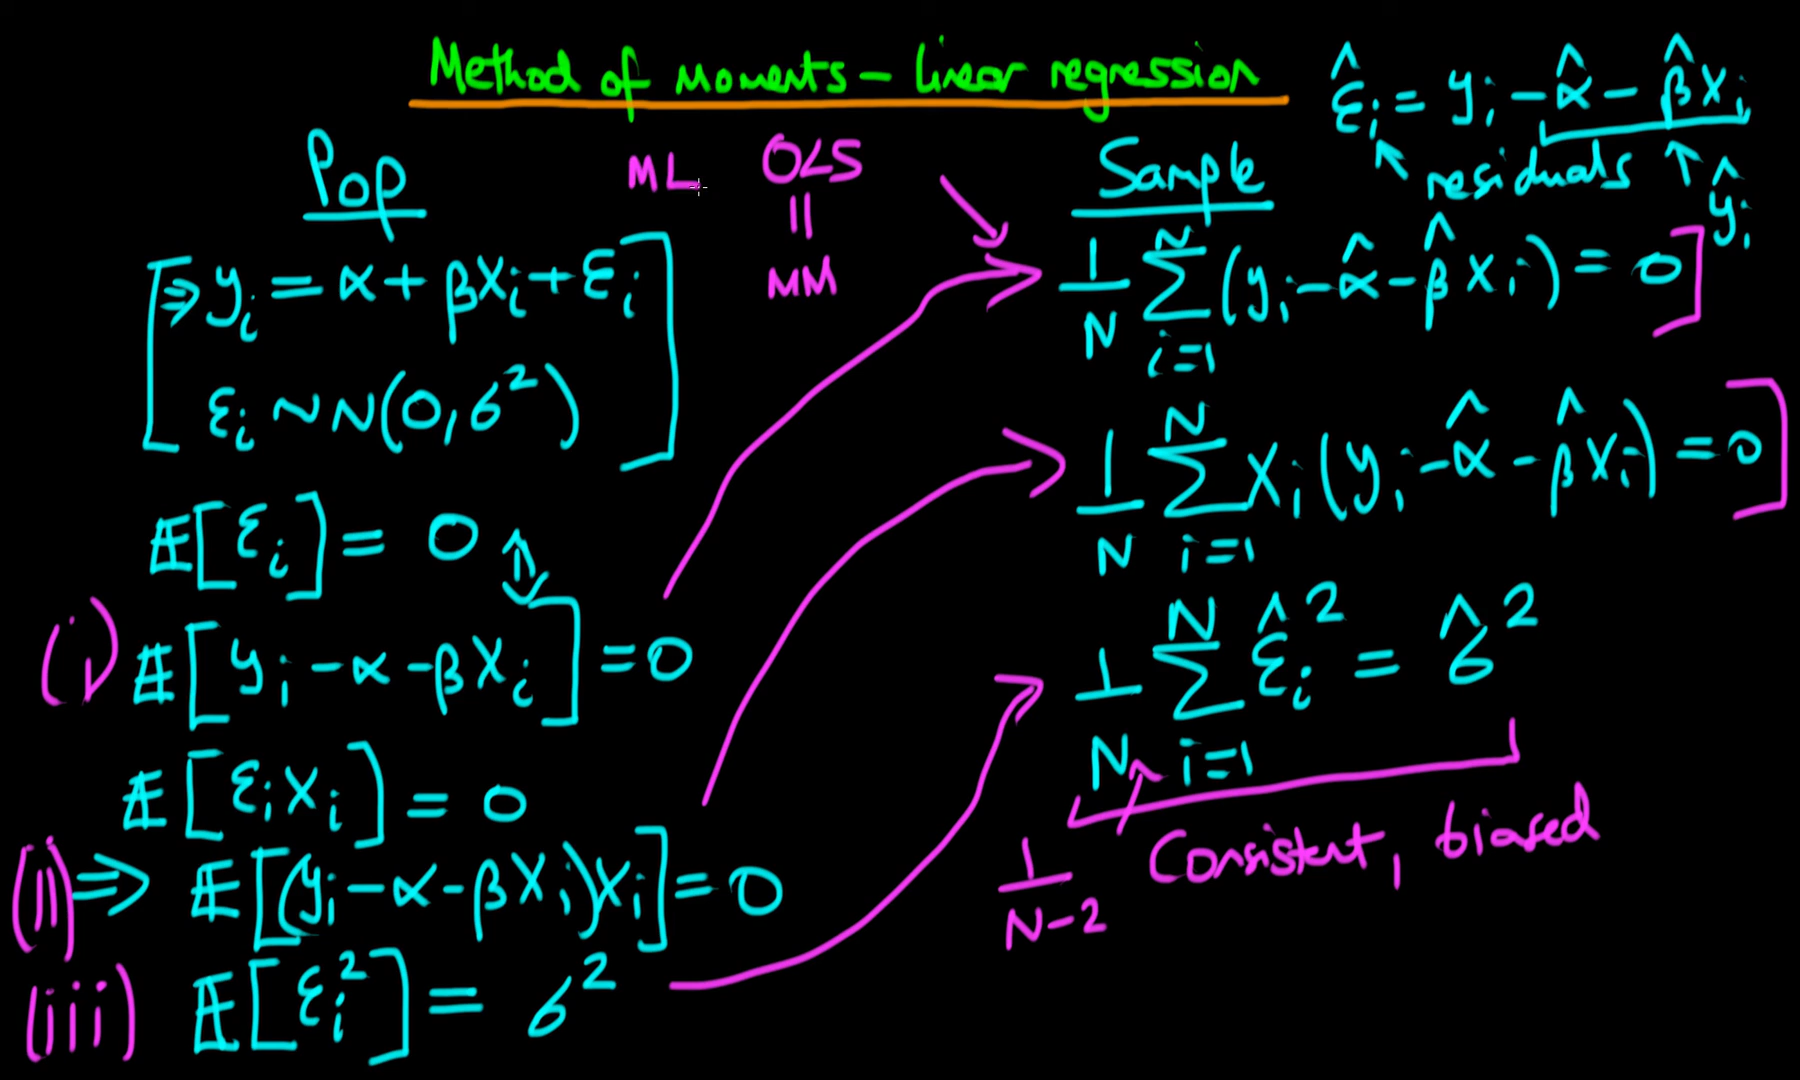 Method of moments – linear regression
ε̂ᵢ = yᵢ − α̂ − β̂xᵢ
residuals
ŷᵢ
Pop
ML OLS
||
MM
Sample
⇒ yᵢ = α + βxᵢ + εᵢ
εᵢ ~ N(0, σ²)
E[εᵢ] = 0
(i) E[yᵢ − α − βxᵢ] = 0
E[εᵢxᵢ] = 0
(ii) ⇒ E[(yᵢ − α − βxᵢ)xᵢ] = 0
(iii) E[εᵢ²] = σ²
1/N Σᵢ₌₁ᴺ (yᵢ − α̂ − β̂xᵢ) = 0
1/N Σᵢ₌₁ᴺ xᵢ(yᵢ − α̂ − β̂xᵢ) = 0
1/N Σᵢ₌₁ᴺ ε̂ᵢ² = σ̂²
1/N−2
Consistent, biased